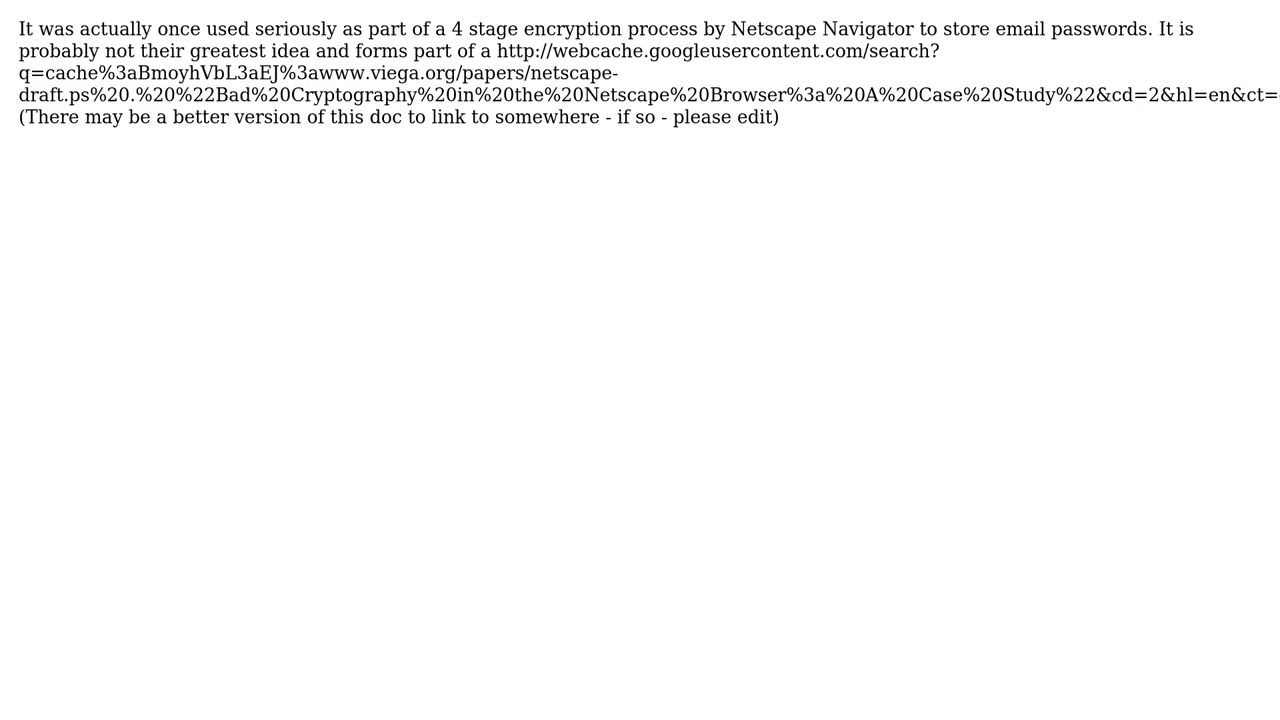 It was actually once used seriously as part of a 4 stage encryption process by Netscape Navigator to store email passwords. It is
probably not their greatest idea and forms part of a http://webcache.googleusercontent.com/search?
q=cache%3aBmoyhVbL3aEJ%3awww.viega.org/papers/netscape-
draft.ps%20.%20%22Bad%20Cryptography%20in%20the%20Netscape%20Browser%3a%20A%20Case%20Study%22&cd=2&hl=en&ct=
(There may be a better version of this doc to link to somewhere - if so - please edit)